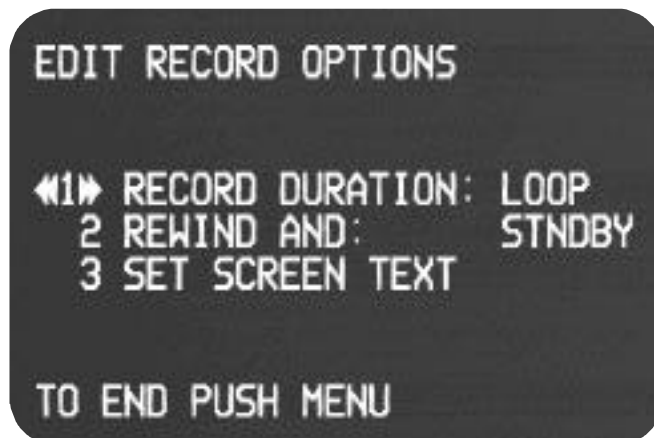 EDIT RECORD OPTIONS
«1» RECORD DURATION: LOOP
2 REWIND AND: STNDBY
3 SET SCREEN TEXT
TO END PUSH MENU